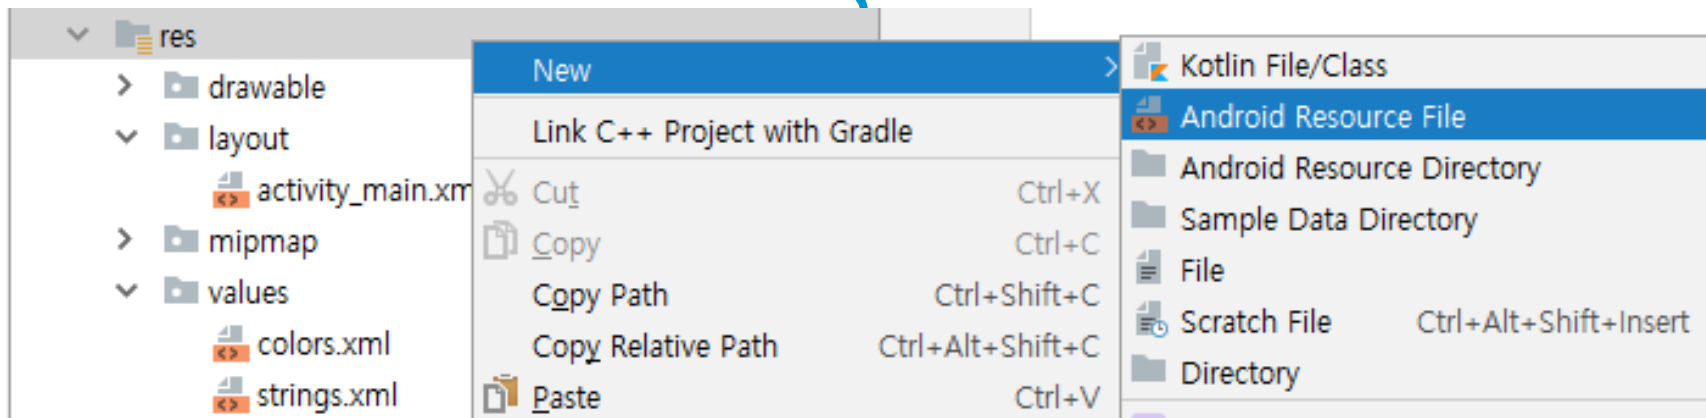 res
drawable
layout
activity_main.xm
mipmap
values
colors.xml
strings.xml
New
Link C++ Project with Gradle
Cut Ctrl+X
Copy Ctrl+C
Copy Path Ctrl+Shift+C
Copy Relative Path Ctrl+Alt+Shift+C
Paste Ctrl+V
Kotlin File/Class
Android Resource File
Android Resource Directory
Sample Data Directory
File
Scratch File Ctrl+Alt+Shift+Insert
Directory